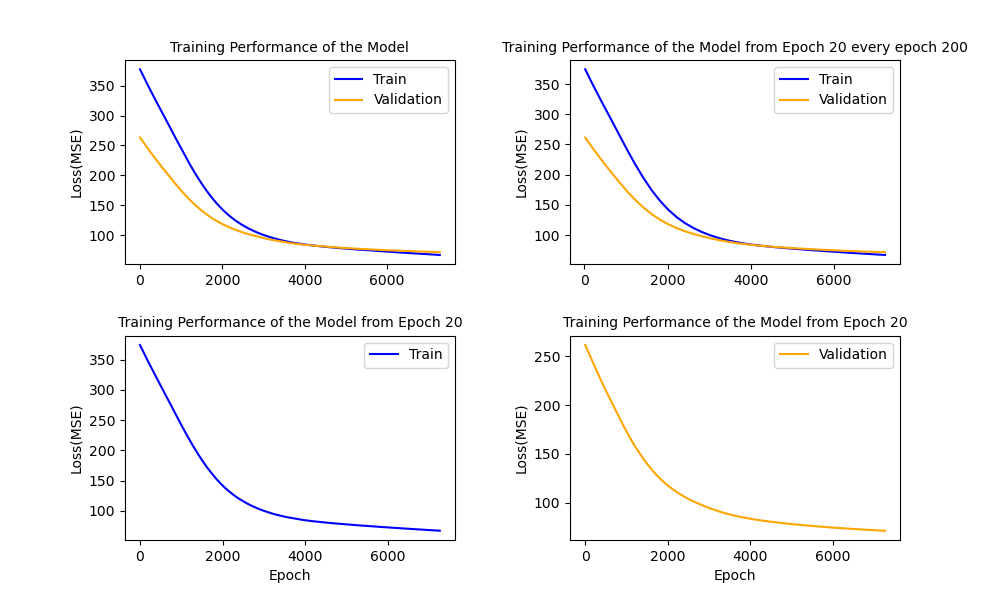 Training Performance of the Model
Loss(MSE)
350
300
250
200
150
100
0 2000 4000 6000
Train
Validation
Training Performance of the Model from Epoch 20 every epoch 200
Loss(MSE)
350
300
250
200
150
100
0 2000 4000 6000
Train
Validation
Training Performance of the Model from Epoch 20
Loss(MSE)
350
300
250
200
150
100
0 2000 4000 6000
Epoch
Train
Training Performance of the Model from Epoch 20
Loss(MSE)
250
200
150
100
0 2000 4000 6000
Epoch
Validation